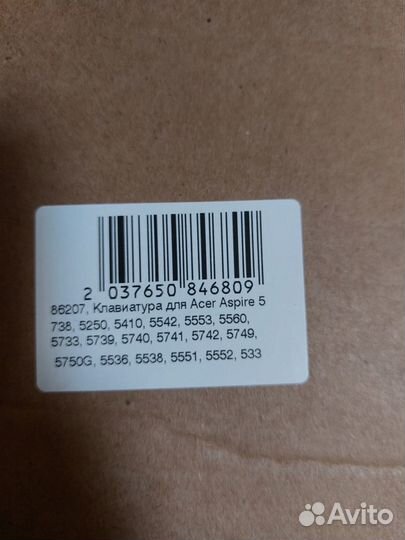 2 037650 846809
86207, Клавиатура для Acer Aspire 5
738, 5250, 5410, 5542, 5553, 5560,
5733, 5739, 5740, 5741, 5742, 5749,
5750G, 5536, 5538, 5551, 5552, 533
Avito